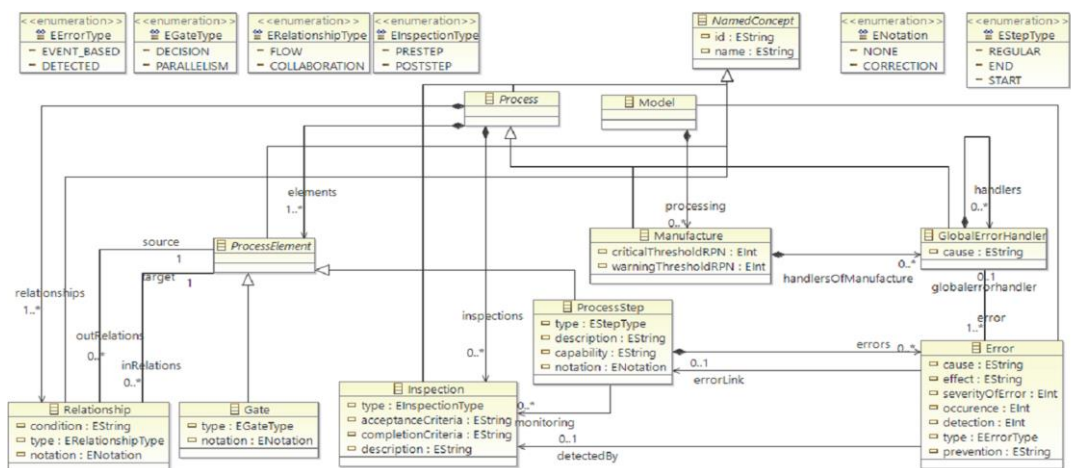 <<enumeration>>
EErrorType
EVENT_BASED
DETECTED
<<enumeration>>
EGateType
DECISION
PARALLELISM
<<enumeration>>
ERelationshipType
FLOW
COLLABORATION
<<enumeration>>
EInspectionType
PRESTEP
POSTSTEP
NamedConcept
id : EString
name : EString
<<enumeration>>
ENotation
NONE
CORRECTION
<<enumeration>>
EStepType
REGULAR
END
START
Process
Model
elements
1..*
processing
0..*
handlers
0..*
source
1
target
1
ProcessElement
Manufacture
criticalThresholdRPN : EInt
warningThresholdRPN : EInt
handlersOfManufacture
0..*
GlobalErrorHandler
cause : EString
0..1
globalerrorhandler
error
1..*
relationships
1..*
outRelations
0..*
inRelations
0..*
inspections
0..*
ProcessStep
type : EStepType
description : EString
capability : EString
notation : ENotation
errors
0..*
0..1
errorLink
Error
cause : EString
effect : EString
severityOfError : EInt
occurence : EInt
detection : EInt
type : EErrorType
prevention : EString
Relationship
condition : EString
type : ERelationshipType
notation : ENotation
Gate
type : EGateType
notation : ENotation
Inspection
type : EInspectionType
acceptanceCriteria : EString
completionCriteria : EString
description : EString
0..*
monitoring
0..1
detectedBy